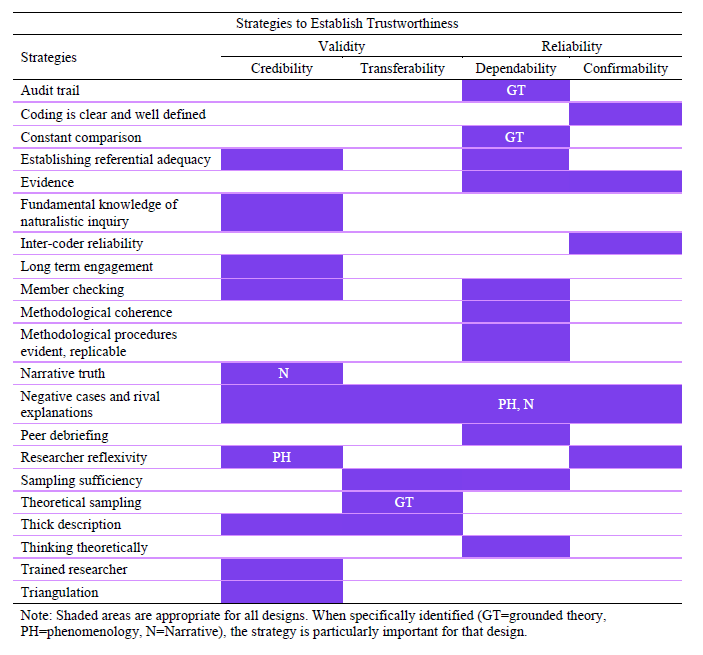 Strategies to Establish Trustworthiness
Strategies
Validity
Reliability
Credibility
Transferability
Dependability
Confirmability
Audit trail
GT
Coding is clear and well defined
Constant comparison
GT
Establishing referential adequacy
Evidence
Fundamental knowledge of
naturalistic inquiry
Inter-coder reliability
Long term engagement
Member checking
Methodological coherence
Methodological procedures
evident, replicable
Narrative truth
N
Negative cases and rival
explanations
PH, N
Peer debriefing
Researcher reflexivity
PH
Sampling sufficiency
Theoretical sampling
GT
Thick description
Thinking theoretically
Trained researcher
Triangulation
Note: Shaded areas are appropriate for all designs. When specifically identified (GT=grounded theory,
PH=phenomenology, N=Narrative), the strategy is particularly important for that design.